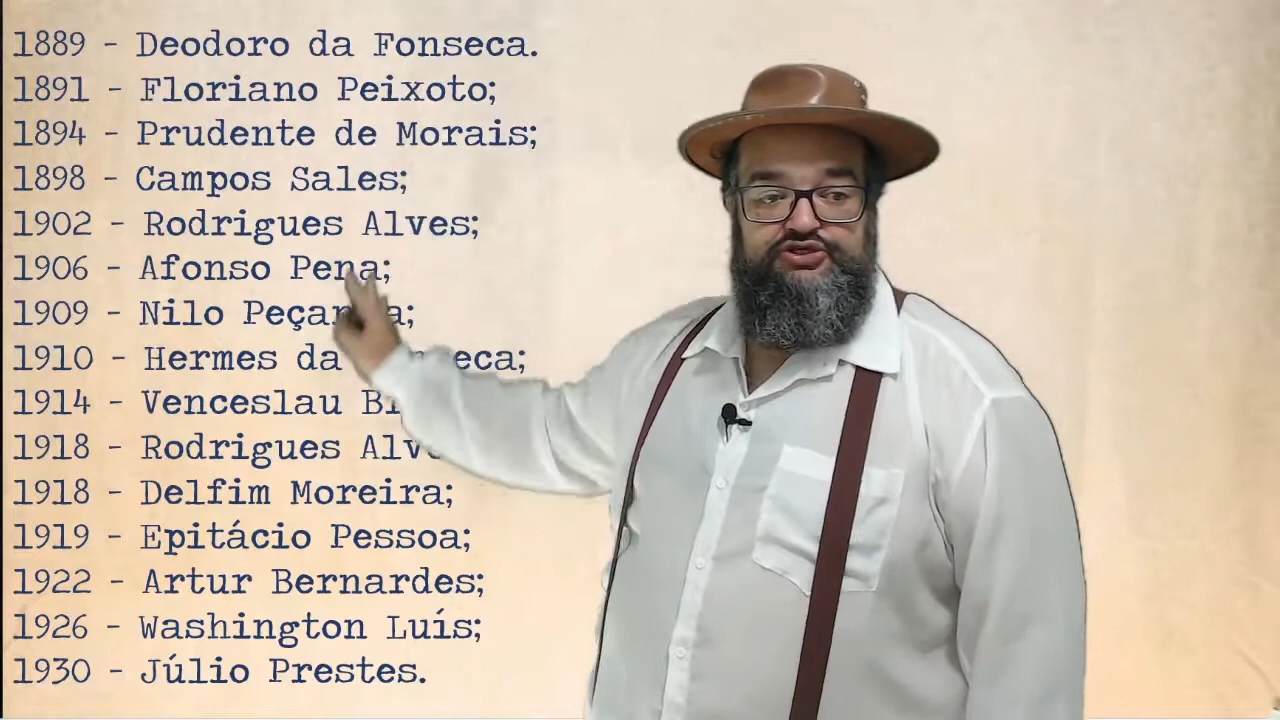 1889 - Deodoro da Fonseca.
1891 - Floriano Peixoto;
1894 - Prudente de Morais;
1898 - Campos Sales;
1902 - Rodrigues Alves;
1906 - Afonso Pena;
1909 - Nilo
1910 - Hermes da
1914 - Venceslau
1918 - Rodrigues
1918 - Delfim Moreira;
1919 - Epitácio Pessoa;
1922 - Artur Bernardes;
1926 - Washington Luís;
1930 - Júlio Prestes.